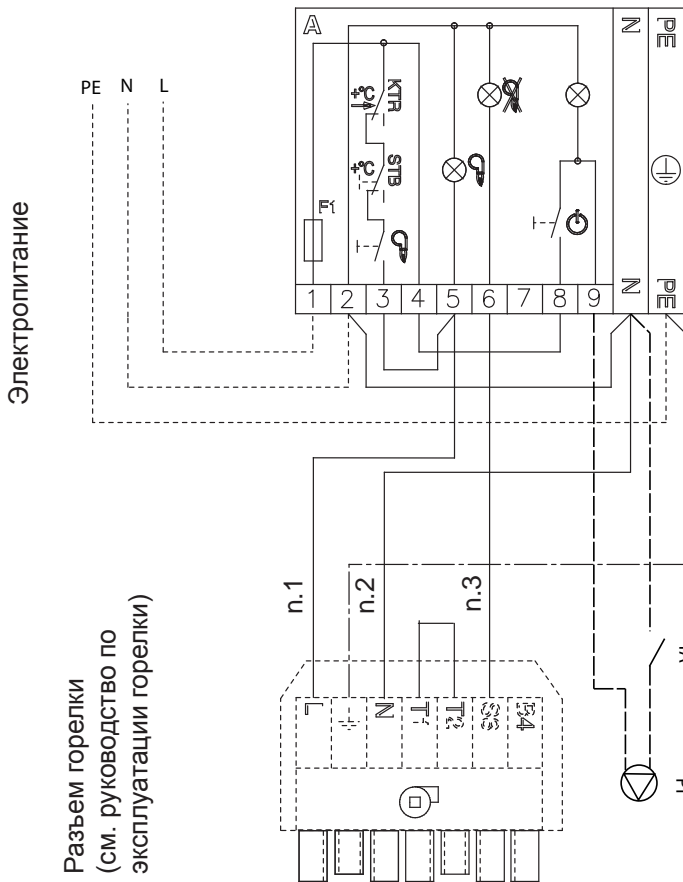 A
N
PE
PE N L
+°C
KTR
+°C
STB
F1
1 2 3 4 5 6 7 8 9 N PE
Электропитание
n.1
n.2
n.3
Разъем горелки
(см. руководство по
эксплуатации горелки)
L
N
T1
T2
S3
B4